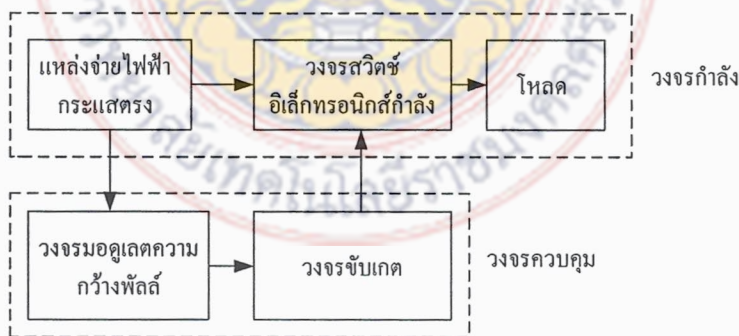 แหล่งจ่ายไฟฟ้า
กระแสตรง
วงจรสวิตช์
อิเล็กทรอนิกส์กำลัง
โหลด
วงจรกำลัง
วงจรมอดูเลตความ
กว้างพัลล์
วงจรขับเกต
วงจรควบคุม